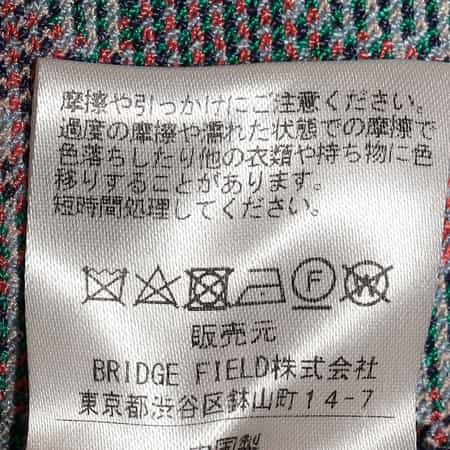 摩擦や引っかけにご注意ください。
過度の摩擦や濡れた状態での摩擦で
色落ちしたり他の衣類や持ち物に色
移りすることがあります。
短時間処理してください。
F W
販売元
BRIDGE FIELD株式会社
東京都渋谷区鉢山町14-7
中国製